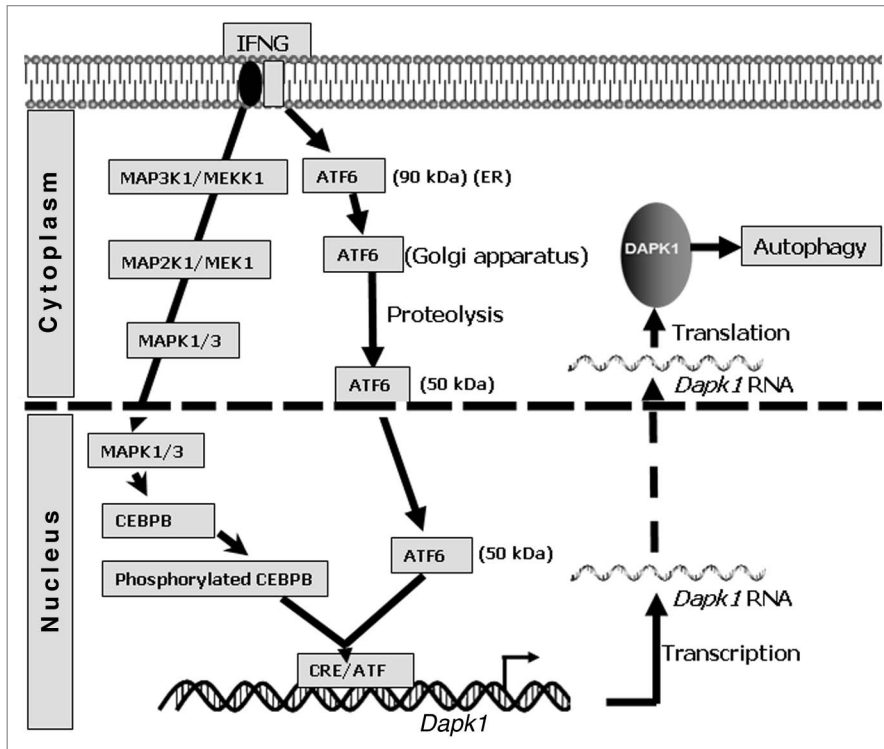 IFNG
Cytoplasm
MAP3K1/MEKK1
ATF6 (90 kDa) (ER)
MAP2K1/MEK1
ATF6 (Golgi apparatus)
DAPK1
Autophagy
Proteolysis
MAPK1/3
Translation
ATF6 (50 kDa)
Dapk1 RNA
Nucleus
MAPK1/3
CEBPB
ATF6 (50 kDa)
Phosphorylated CEBPB
Dapk1 RNA
Transcription
CRE/ATF
Dapk1